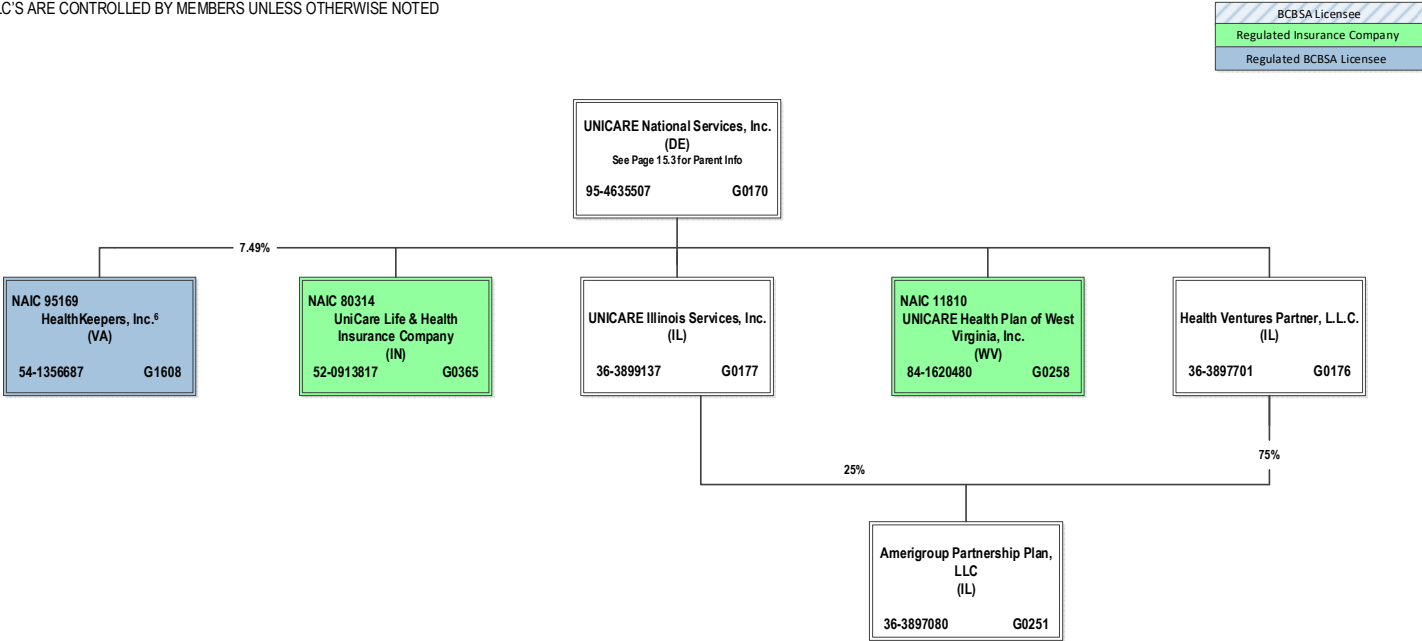 LC'S ARE CONTROLLED BY MEMBERS UNLESS OTHERWISE NOTED
BCBSA Licensee
Regulated Insurance Company
Regulated BCBSA Licensee
UNICARE National Services, Inc.
(DE)
See Page 15.3 for Parent Info
95-4635507 G0170
7.49%
NAIC 95169
HealthKeepers, Inc.⁶
(VA)
54-1356687 G1608
NAIC 80314
UniCare Life & Health
Insurance Company
(IN)
52-0913817 G0365
UNICARE Illinois Services, Inc.
(IL)
36-3899137 G0177
NAIC 11810
UNICARE Health Plan of West
Virginia, Inc.
(WV)
84-1620480 G0258
Health Ventures Partner, L.L.C.
(IL)
36-3897701 G0176
25%
75%
Amerigroup Partnership Plan,
LLC
(IL)
36-3897080 G0251